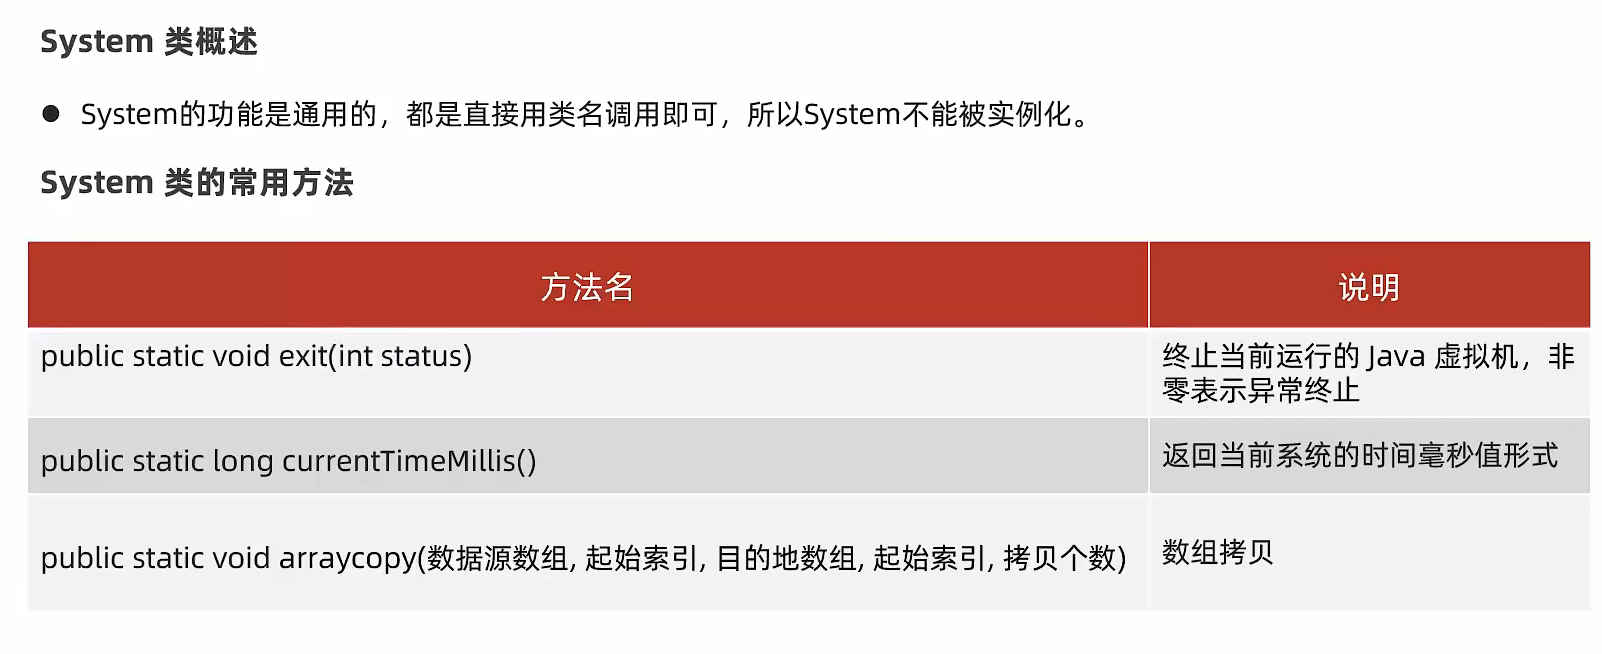 System 类概述
● System的功能是通用的，都是直接用类名调用即可，所以System不能被实例化。
System 类的常用方法
方法名 说明
public static void exit(int status) 终止当前运行的 Java 虚拟机，非
零表示异常终止
public static long currentTimeMillis() 返回当前系统的时间毫秒值形式
public static void arraycopy(数据源数组, 起始索引, 目的地数组, 起始索引, 拷贝个数) 数组拷贝